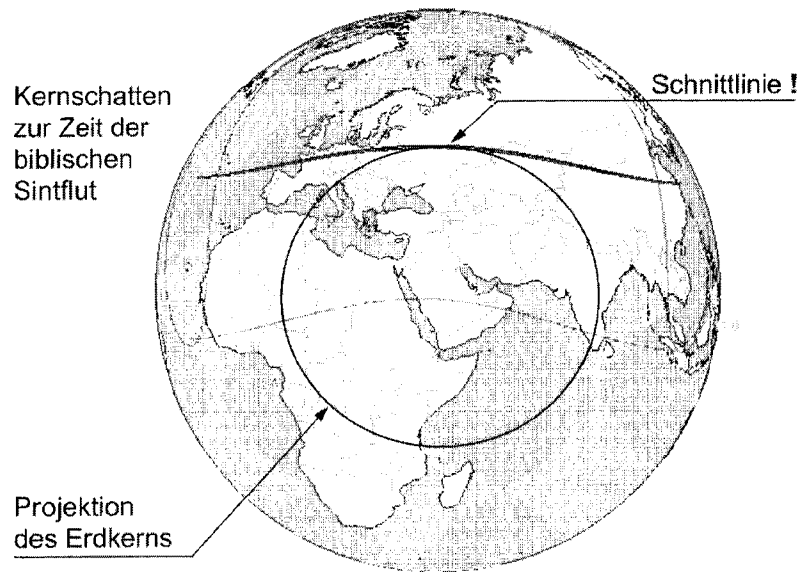 Kernschatten
zur Zeit der
biblischen
Sintflut
Schnittlinie !
Projektion
des Erdkerns